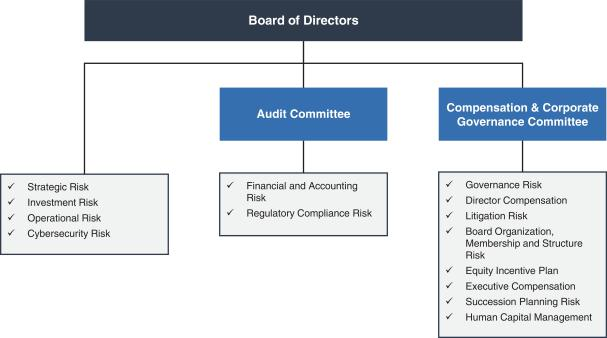 Board of Directors
Audit Committee
Compensation & Corporate
Governance Committee
✓ Strategic Risk
✓ Investment Risk
✓ Operational Risk
✓ Cybersecurity Risk
✓ Financial and Accounting
Risk
✓ Regulatory Compliance Risk
✓ Governance Risk
✓ Director Compensation
✓ Litigation Risk
✓ Board Organization,
Membership and Structure
Risk
✓ Equity Incentive Plan
✓ Executive Compensation
✓ Succession Planning Risk
✓ Human Capital Management